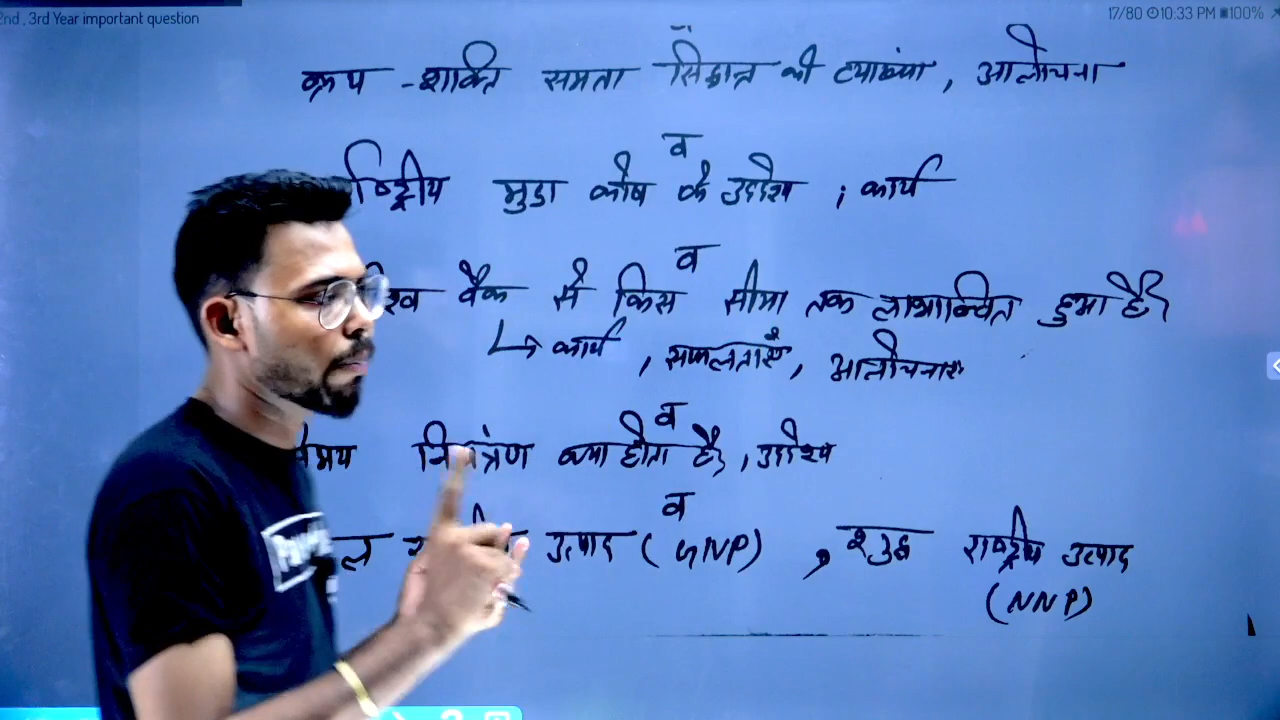 2nd , 3rd Year important question
17/80 10:33 PM 100%
क्रय - शक्ति समता सिद्धान्त की व्याख्या , आलोचना
व
मुद्रा कोष के उद्देश्य ; कार्य
व
बैंक से किस सीमा तक लाभान्वित हुआ है
↳ कार्य , सफलताएँ , आलोचनाएं
व
नियंत्रण क्या होता है , उद्देश्य
व
उत्पाद ( GNP ) , शुद्ध राष्ट्रीय उत्पाद
(NNP)